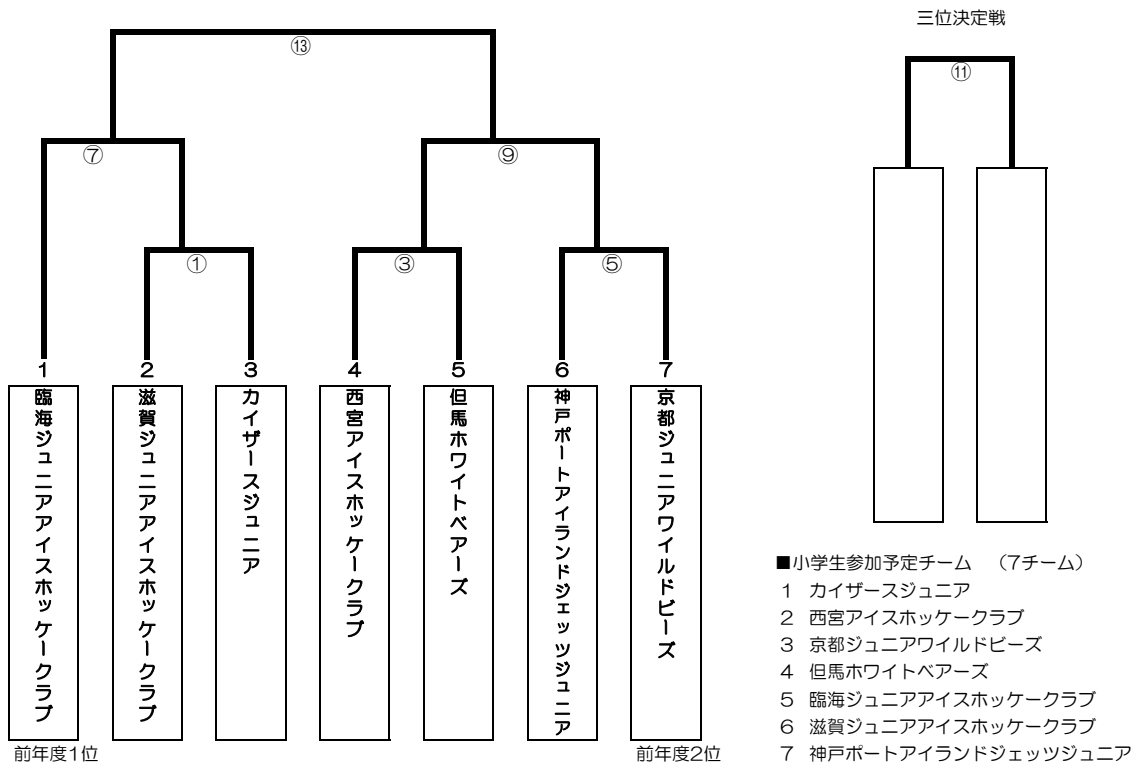 三位決定戦
⑬
⑪
⑦
⑨
①
③
⑤
1
2
3
4
5
6
7
臨海ジュニアアイスホッケークラブ
滋賀ジュニアアイスホッケークラブ
カイザースジュニア
西宮アイスホッケークラブ
但馬ホワイトベアーズ
神戸ポートアイランドジェッツジュニア
京都ジュニアワイルドビーズ
前年度1位
前年度2位
■小学生参加予定チーム （7チーム）
1 カイザースジュニア
2 西宮アイスホッケークラブ
3 京都ジュニアワイルドビーズ
4 但馬ホワイトベアーズ
5 臨海ジュニアアイスホッケークラブ
6 滋賀ジュニアアイスホッケークラブ
7 神戸ポートアイランドジェッツジュニア